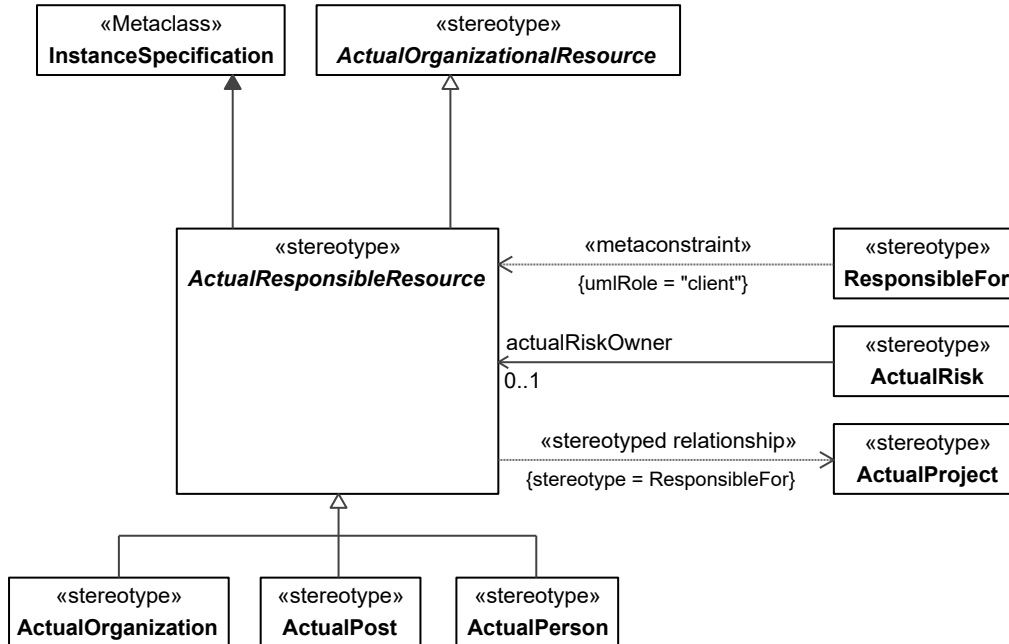 «Metaclass»
InstanceSpecification
«stereotype»
ActualOrganizationalResource
«stereotype»
ActualResponsibleResource
«metaconstraint»
{umlRole = "client"}
«stereotype»
ResponsibleFor
actualRiskOwner
0..1
«stereotype»
ActualRisk
«stereotyped relationship»
{stereotype = ResponsibleFor}
«stereotype»
ActualProject
«stereotype»
ActualOrganization
«stereotype»
ActualPost
«stereotype»
ActualPerson